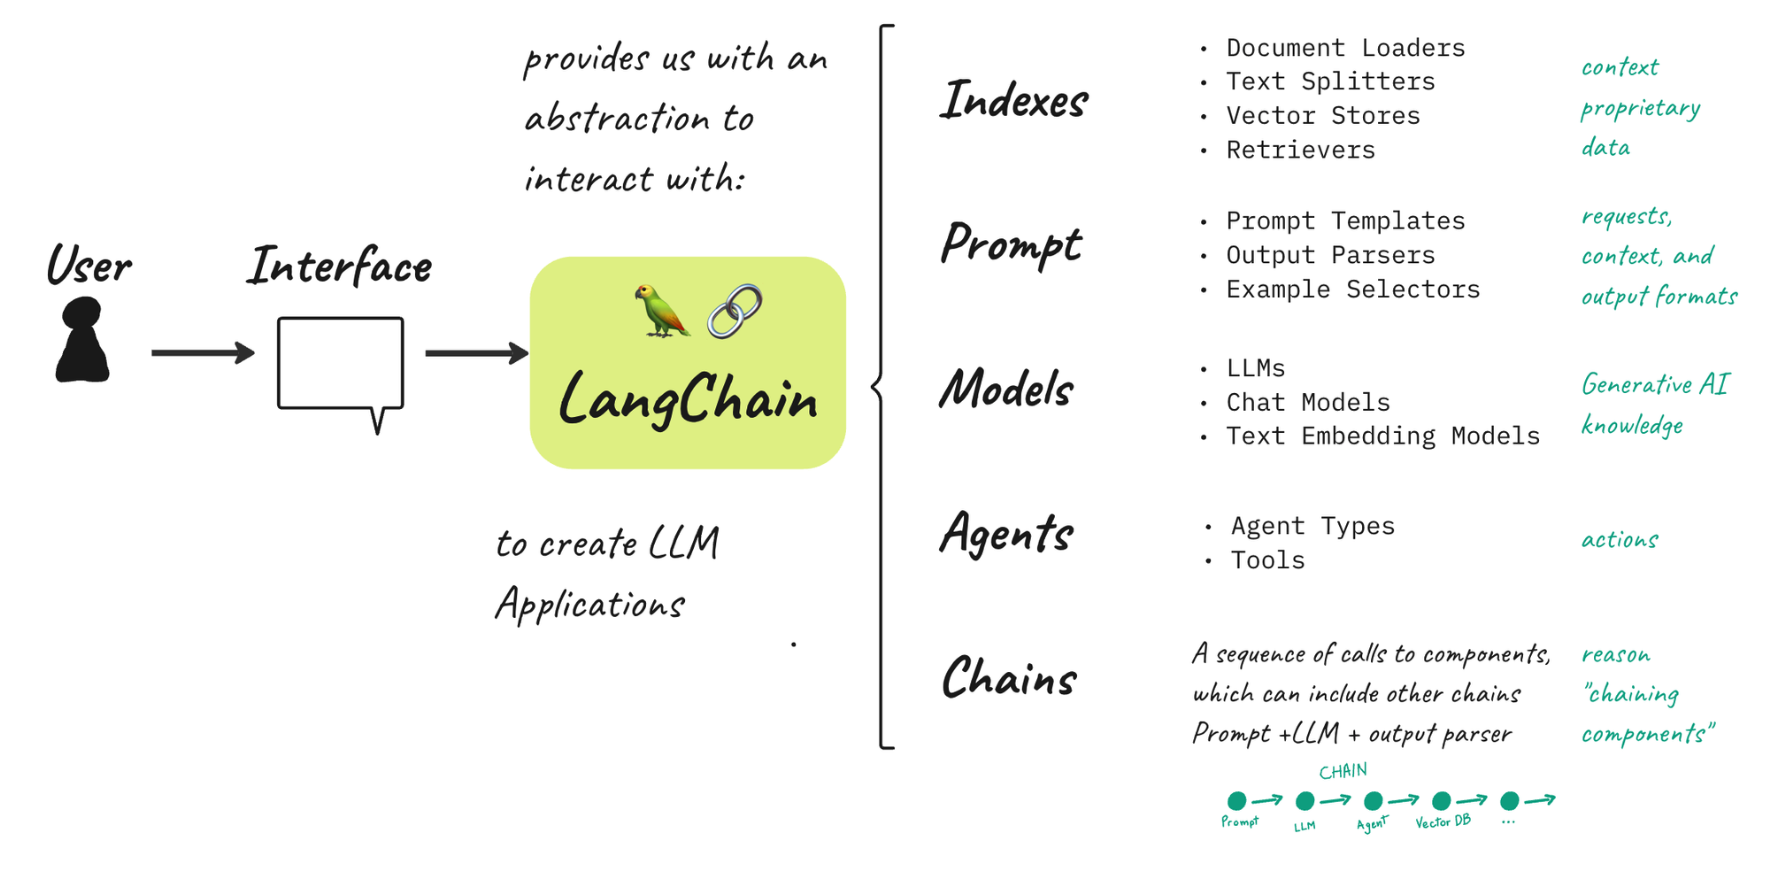 provides us with an
abstraction to
interact with:
User
Interface
LangChain
to create LLM
Applications
Indexes
• Document Loaders
• Text Splitters
• Vector Stores
• Retrievers
context
proprietary
data
Prompt
• Prompt Templates
• Output Parsers
• Example Selectors
requests,
context, and
output formats
Models
• LLMs
• Chat Models
• Text Embedding Models
Generative AI
knowledge
Agents
• Agent Types
• Tools
actions
Chains
A sequence of calls to components,
which can include other chains
Prompt +LLM + output parser
reason
"chaining
components"
CHAIN
Prompt
LLM
Agent
Vector DB
...